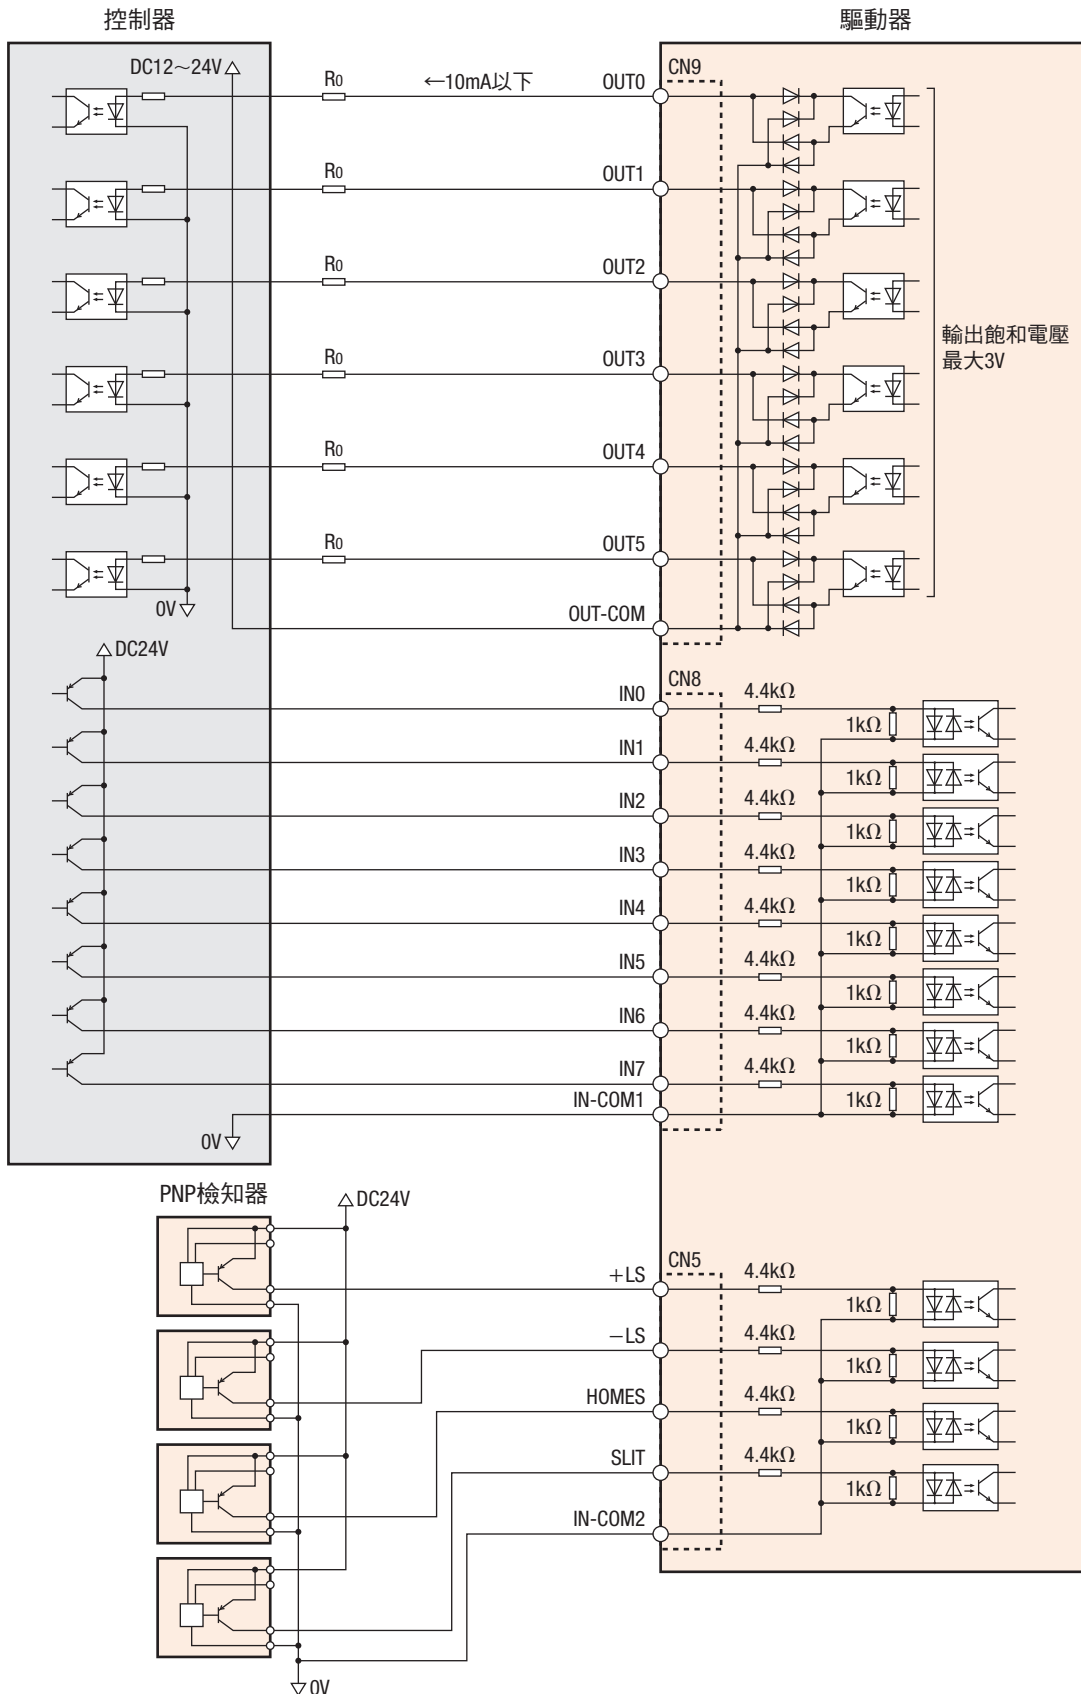 控制器
驅動器
DC12～24V
R0
←10mA以下
OUT0
CN9
R0
OUT1
R0
OUT2
輸出飽和電壓
最大3V
R0
OUT3
R0
OUT4
R0
OUT5
0V
OUT-COM
DC24V
CN8
IN0
4.4kΩ
1kΩ
IN1
4.4kΩ
1kΩ
IN2
4.4kΩ
1kΩ
IN3
4.4kΩ
1kΩ
IN4
4.4kΩ
1kΩ
IN5
4.4kΩ
1kΩ
IN6
4.4kΩ
1kΩ
IN7
4.4kΩ
1kΩ
IN-COM1
0V
PNP檢知器
DC24V
CN5
+LS
4.4kΩ
1kΩ
−LS
4.4kΩ
1kΩ
HOMES
4.4kΩ
1kΩ
SLIT
4.4kΩ
1kΩ
IN-COM2
0V